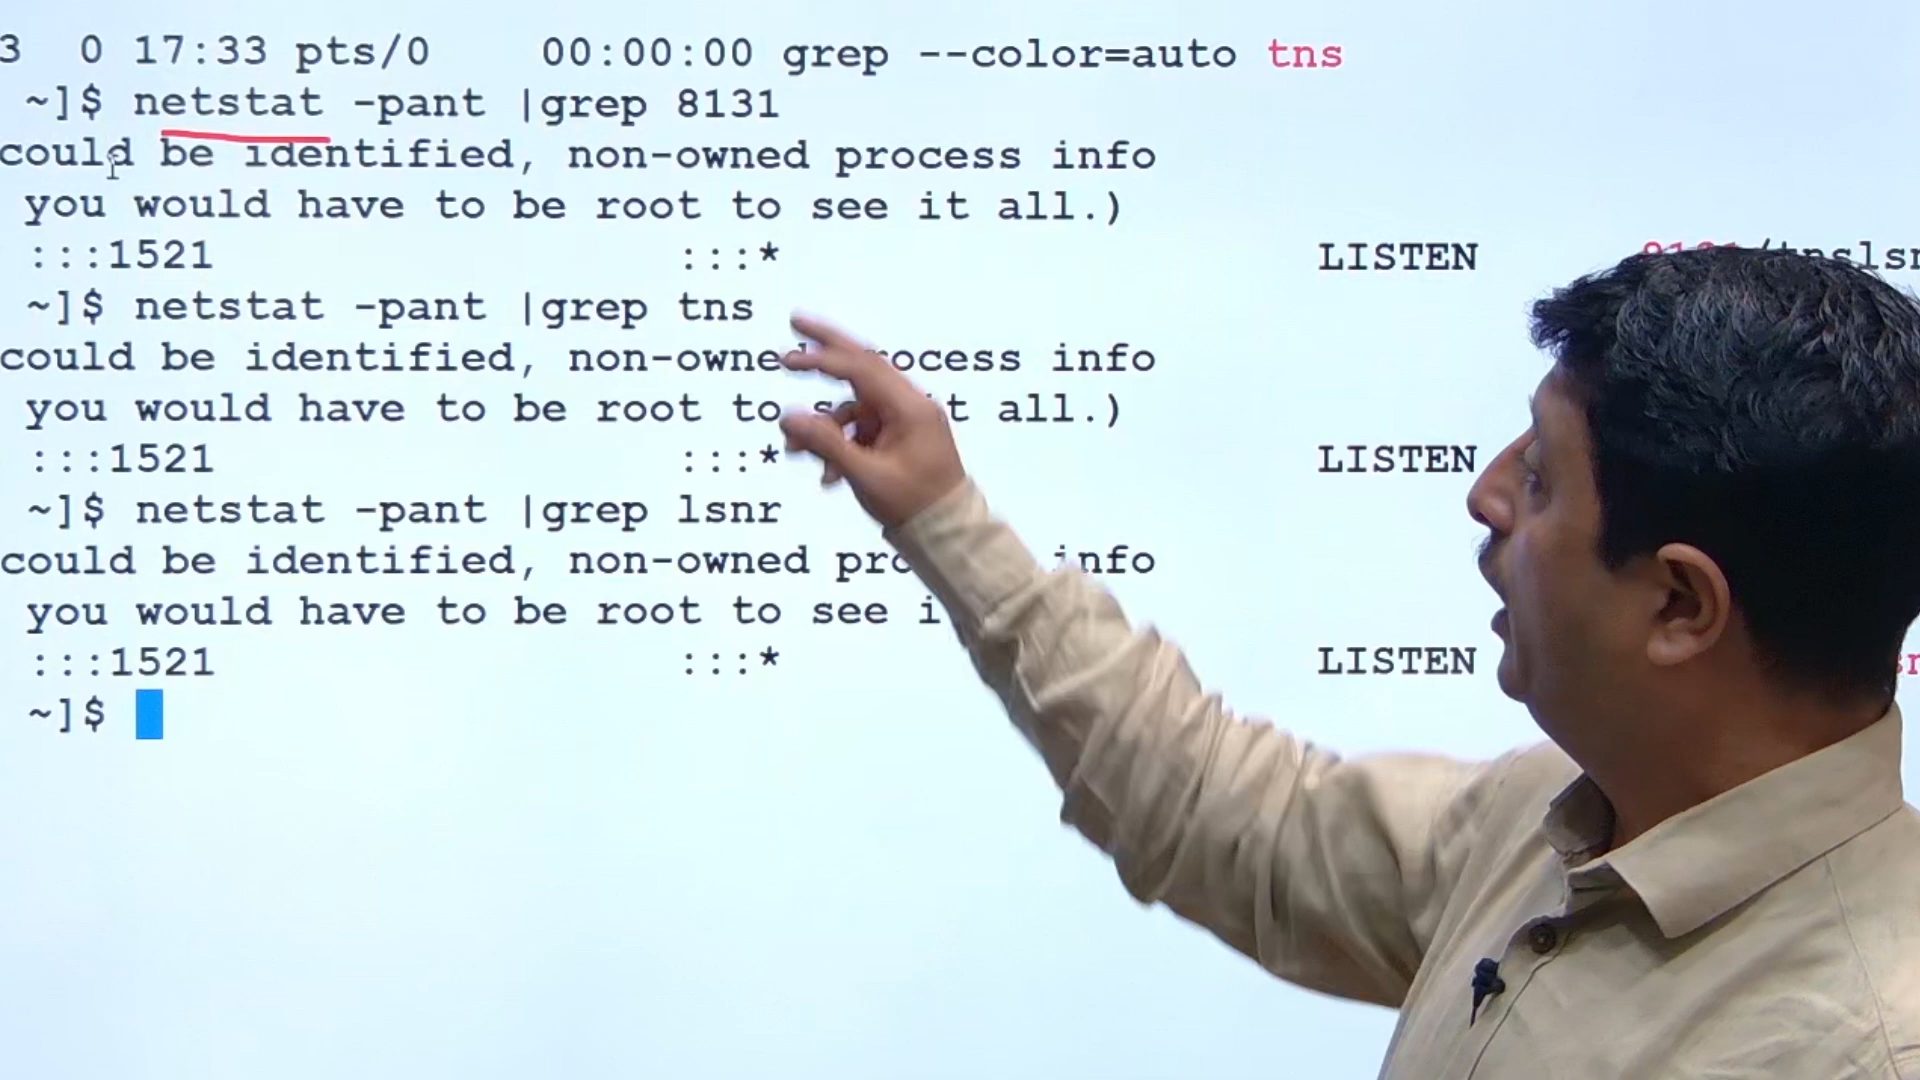 3 0 17:33 pts/0 00:00:00 grep --color=auto tns
~]$ netstat -pant |grep 8131
could be identified, non-owned process info
you would have to be root to see it all.)
:::1521 :::* LISTEN
~]$ netstat -pant |grep tns
could be identified, non-owned process info
you would have to be root to see it all.)
:::1521 :::* LISTEN
~]$ netstat -pant |grep lsnr
could be identified, non-owned info
you would have to be root to see
:::1521 :::* LISTEN
~]$